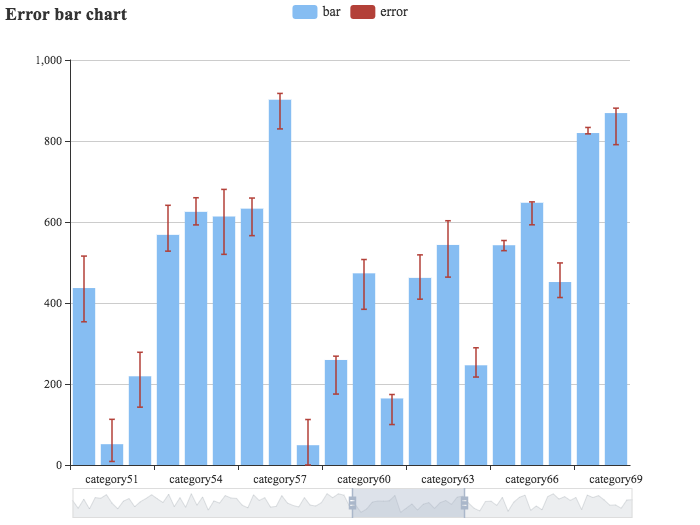 Error bar chart
bar error
1,000
800
600
400
200
0
category51 category54 category57 category60 category63 category66 category69